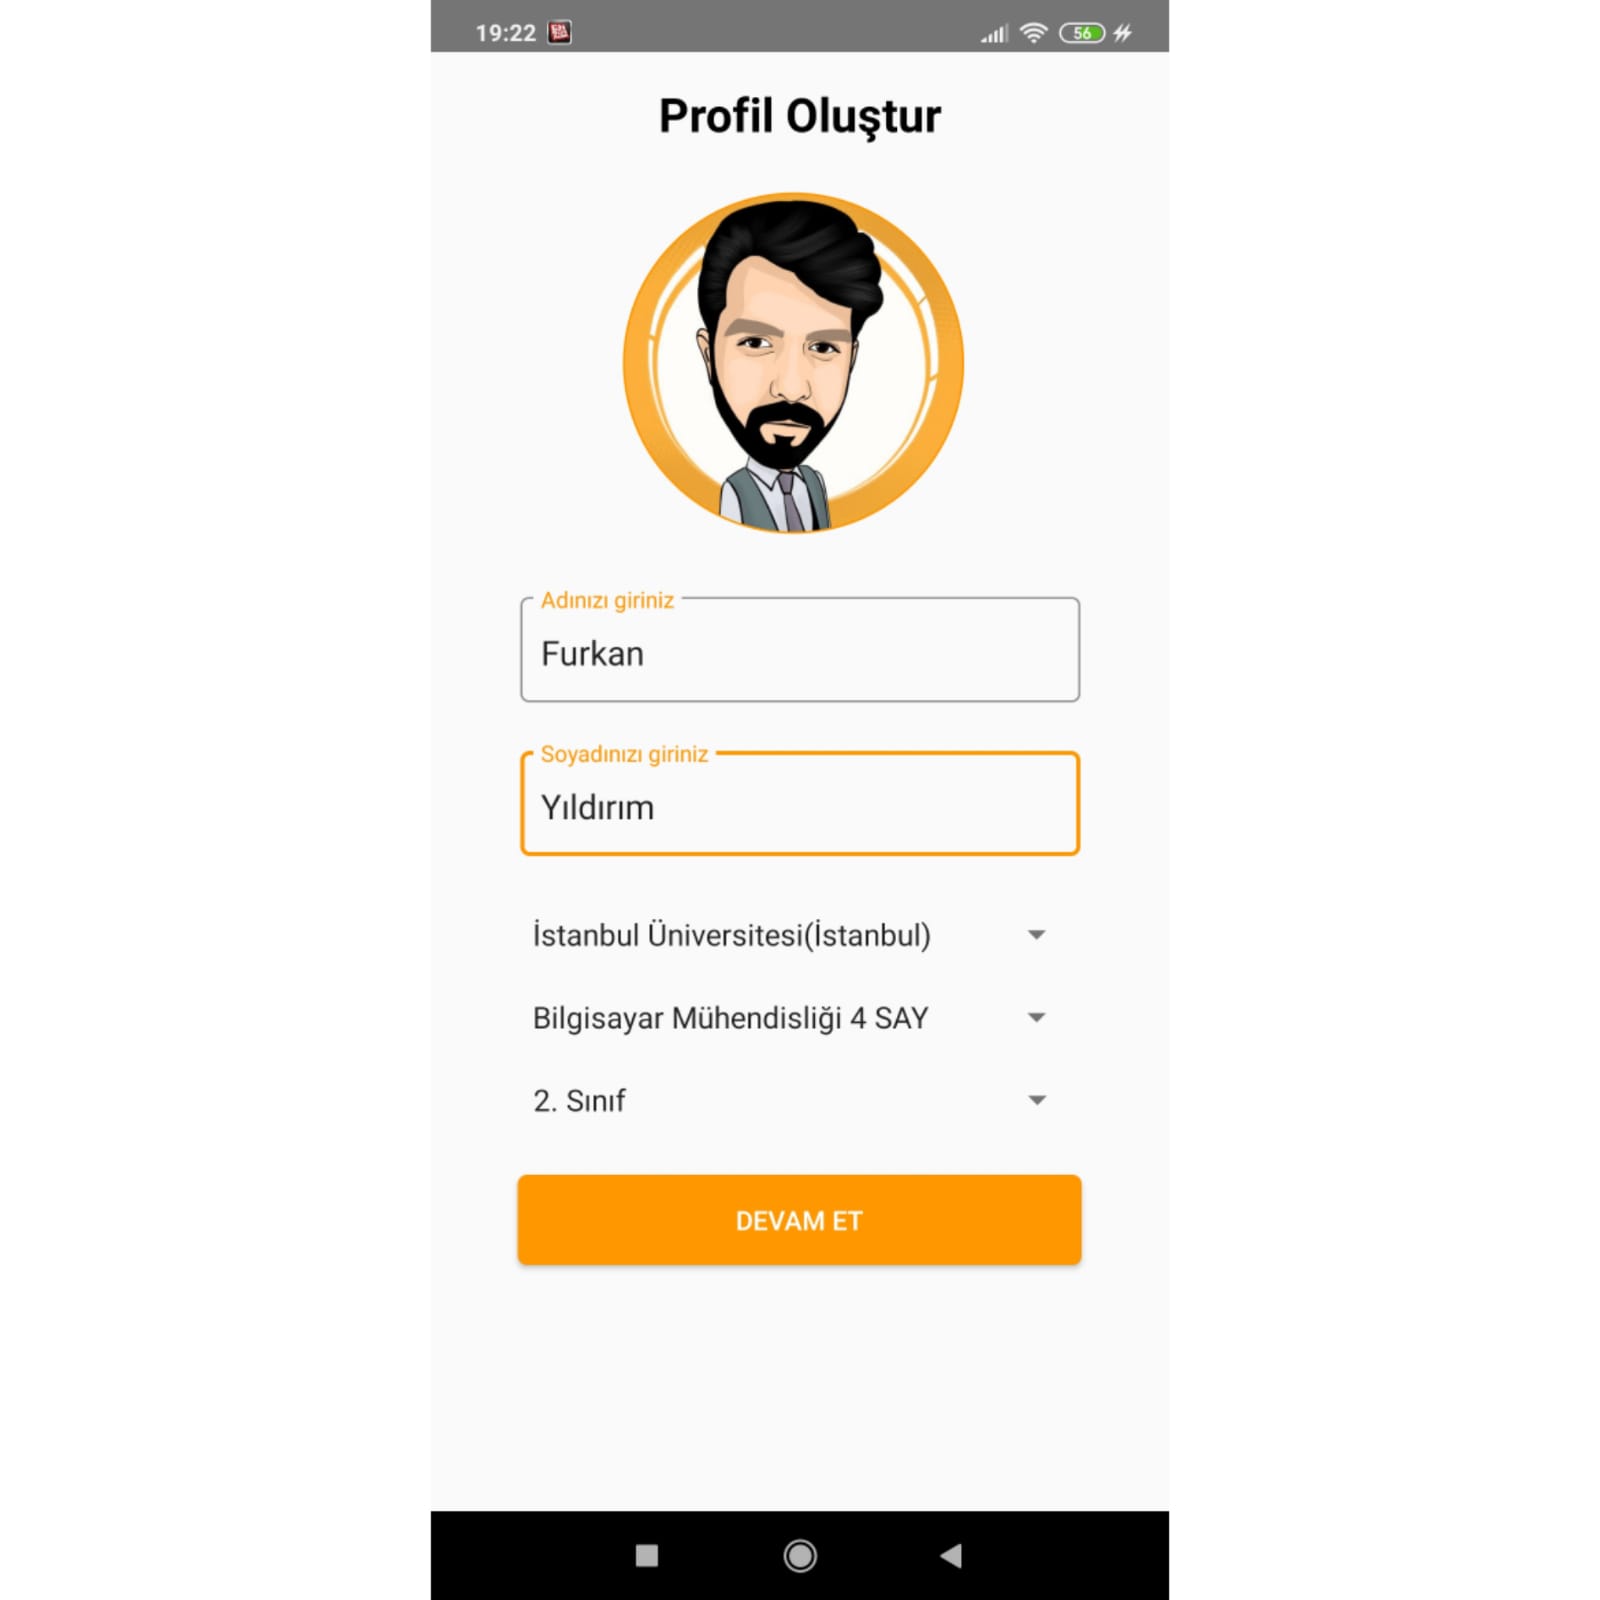 19:22
56
Profil Oluştur
Adınızı giriniz
Furkan
Soyadınızı giriniz
Yıldırım
İstanbul Üniversitesi(İstanbul)
Bilgisayar Mühendisliği 4 SAY
2. Sınıf
DEVAM ET